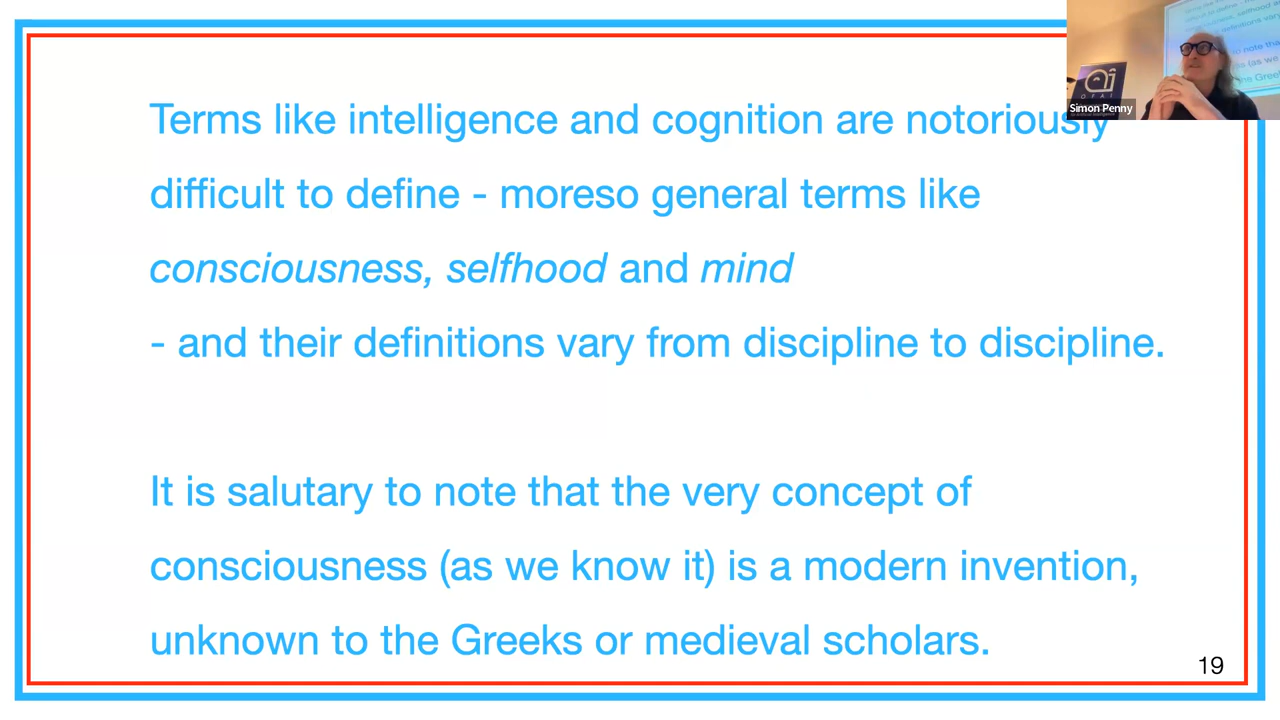 Terms like intelligence and cognition are notoriously
difficult to define - moreso general terms like
consciousness, selfhood and mind
- and their definitions vary from discipline to discipline.
It is salutary to note that the very concept of
consciousness (as we know it) is a modern invention,
unknown to the Greeks or medieval scholars.
19
OFAI
Simon Penny